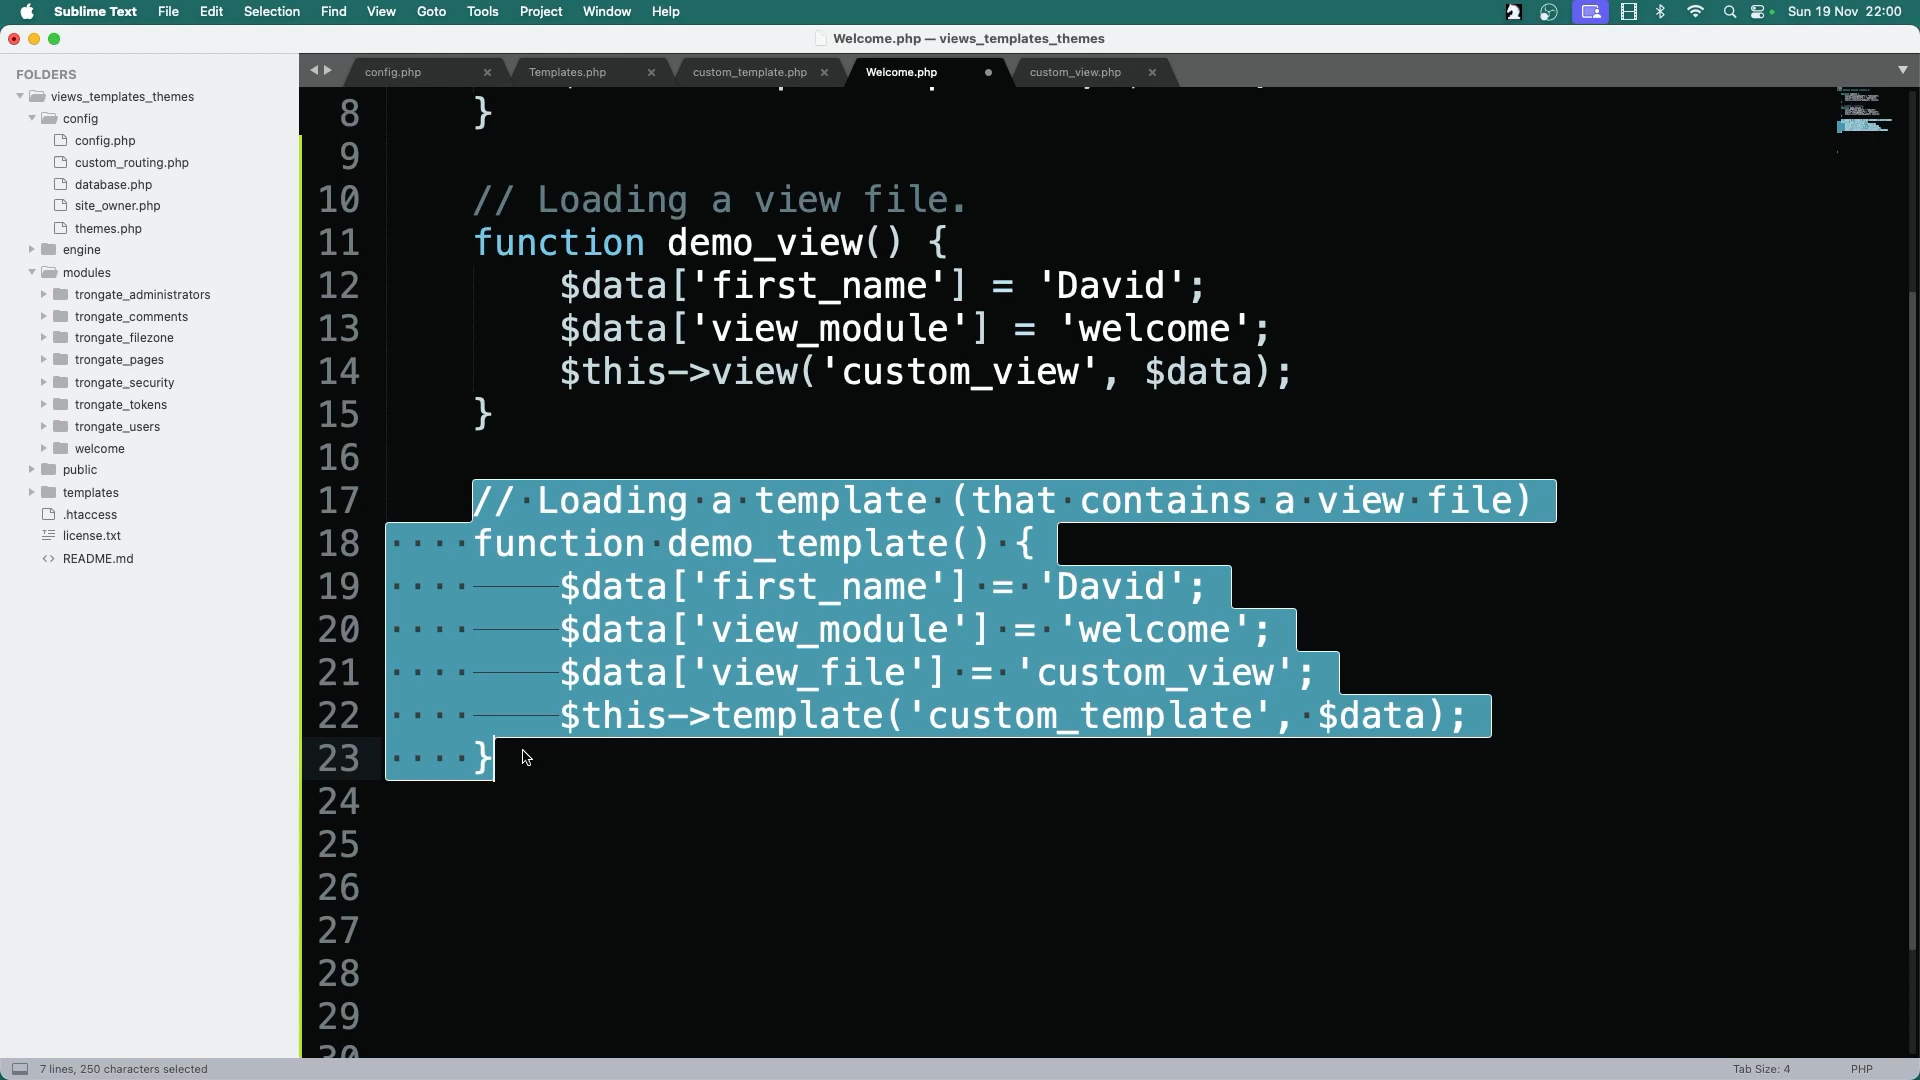 Sublime Text File Edit Selection Find View Goto Tools Project Window Help Sun 19 Nov 22:00
Welcome.php — views_templates_themes
FOLDERS
views_templates_themes
config
config.php
custom_routing.php
database.php
site_owner.php
themes.php
engine
modules
trongate_administrators
trongate_comments
trongate_filezone
trongate_pages
trongate_security
trongate_tokens
trongate_users
welcome
public
templates
.htaccess
license.txt
README.md
config.php Templates.php custom_template.php Welcome.php custom_view.php
8 }
9
10 // Loading a view file.
11 function demo_view() {
12 $data['first_name'] = 'David';
13 $data['view_module'] = 'welcome';
14 $this->view('custom_view', $data);
15 }
16
17 // Loading a template (that contains a view file)
18 function demo_template() {
19 $data['first_name'] = 'David';
20 $data['view_module'] = 'welcome';
21 $data['view_file'] = 'custom_view';
22 $this->template('custom_template', $data);
23 }
24
25
26
27
28
29
30
7 lines, 250 characters selected Tab Size: 4 PHP